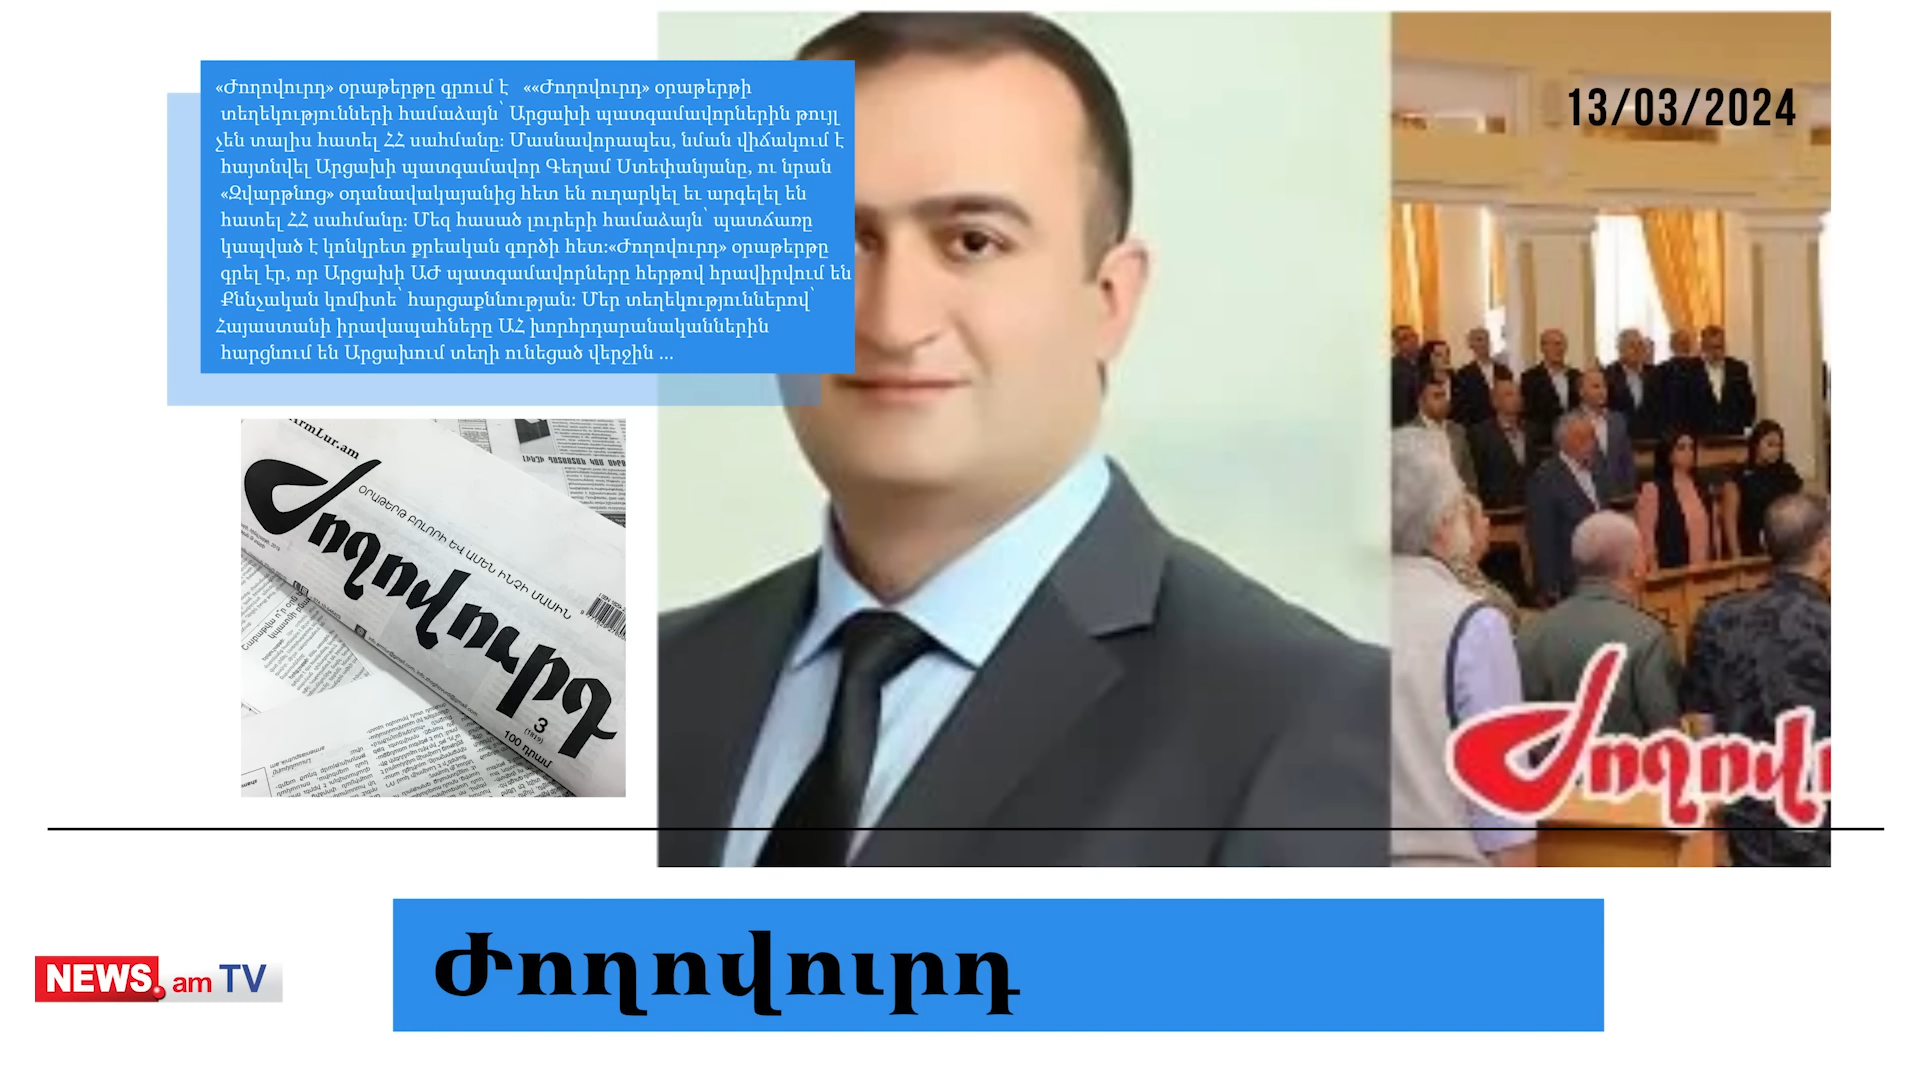 «Ժողովուրդ» օրաթերթը գրում է ««Ժողովուրդ» օրաթերթի
տեղեկությունների համաձայն՝ Արցախի պատգամավորներին թույլ
չեն տալիս հատել ՀՀ սահմանը։ Մասնավորապես, նման վիճակում է
հայտնվել Արցախի պատգամավոր Գեղամ Ստեփանյանը, ու նրան
«Զվարթնոց» օդանավակայանից հետ են ուղարկել եւ արգելել են
հատել ՀՀ սահմանը։ Մեզ հասած լուրերի համաձայն՝ պատճառը
կապված է կոնկրետ քրեական գործի հետ։«Ժողովուրդ» օրաթերթը
գրել էր, որ Արցախի ԱԺ պատգամավորները հերթով հրավիրվում են
Քննչական կոմիտե՝ հարցաքննության։ Մեր տեղեկություններով՝
Հայաստանի իրավապահները ԱՀ խորհրդարանականներին
հարցնում են Արցախում տեղի ունեցած վերջին ...
13/03/2024
ArmLur.am
ՕՐԱԹԵՐԹ ԲՈԼՈՐԻ ԵՎ ԱՄԵՆ ԻՆՉԻ ՄԱՍԻՆ
Ժողովուրդ
3
(1819)
100 դրամ
Ժողով
NEWS.am TV
Ժողովուրդ